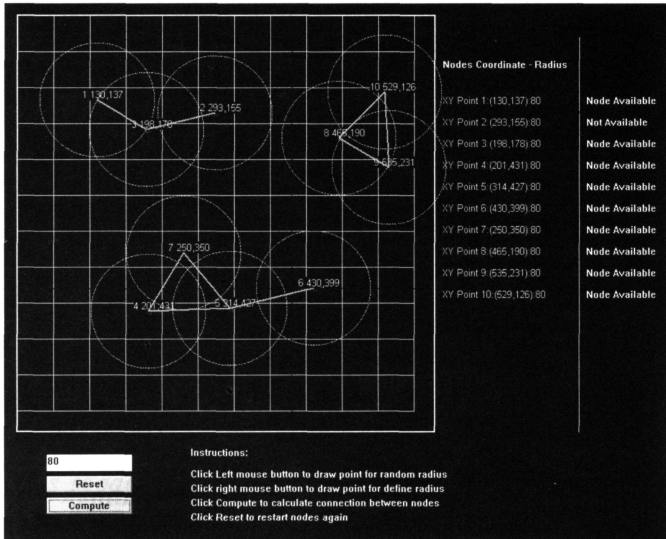 Nodes Coordinate - Radius
XY Point 1:(130,137):80 Node Available
XY Point 2 (293,155):80 Not Available
XY Point 3 (198,178):80 Node Available
XY Point 4:(201,431):80 Node Available
XY Point 5:(314,427):80 Node Available
XY Point 6:(430,399):80 Node Available
XY Point 7:(250,350):80 Node Available
XY Point 8:(465,190):80 Node Available
XY Point 9:(535,231):80 Node Available
XY Point 10:(529,126):80 Node Available
10 529,126
1 130,137
2 293,155
3 198,178
8 465,190
9 535,231
7 250,350
6 430,399
4 201,431
5 314,427
80
Reset
Compute
Instructions:
Click Left mouse button to draw point for random radius
Click right mouse button to draw point for define radius
Click Compute to calculate connection between nodes
Click Reset to restart nodes again